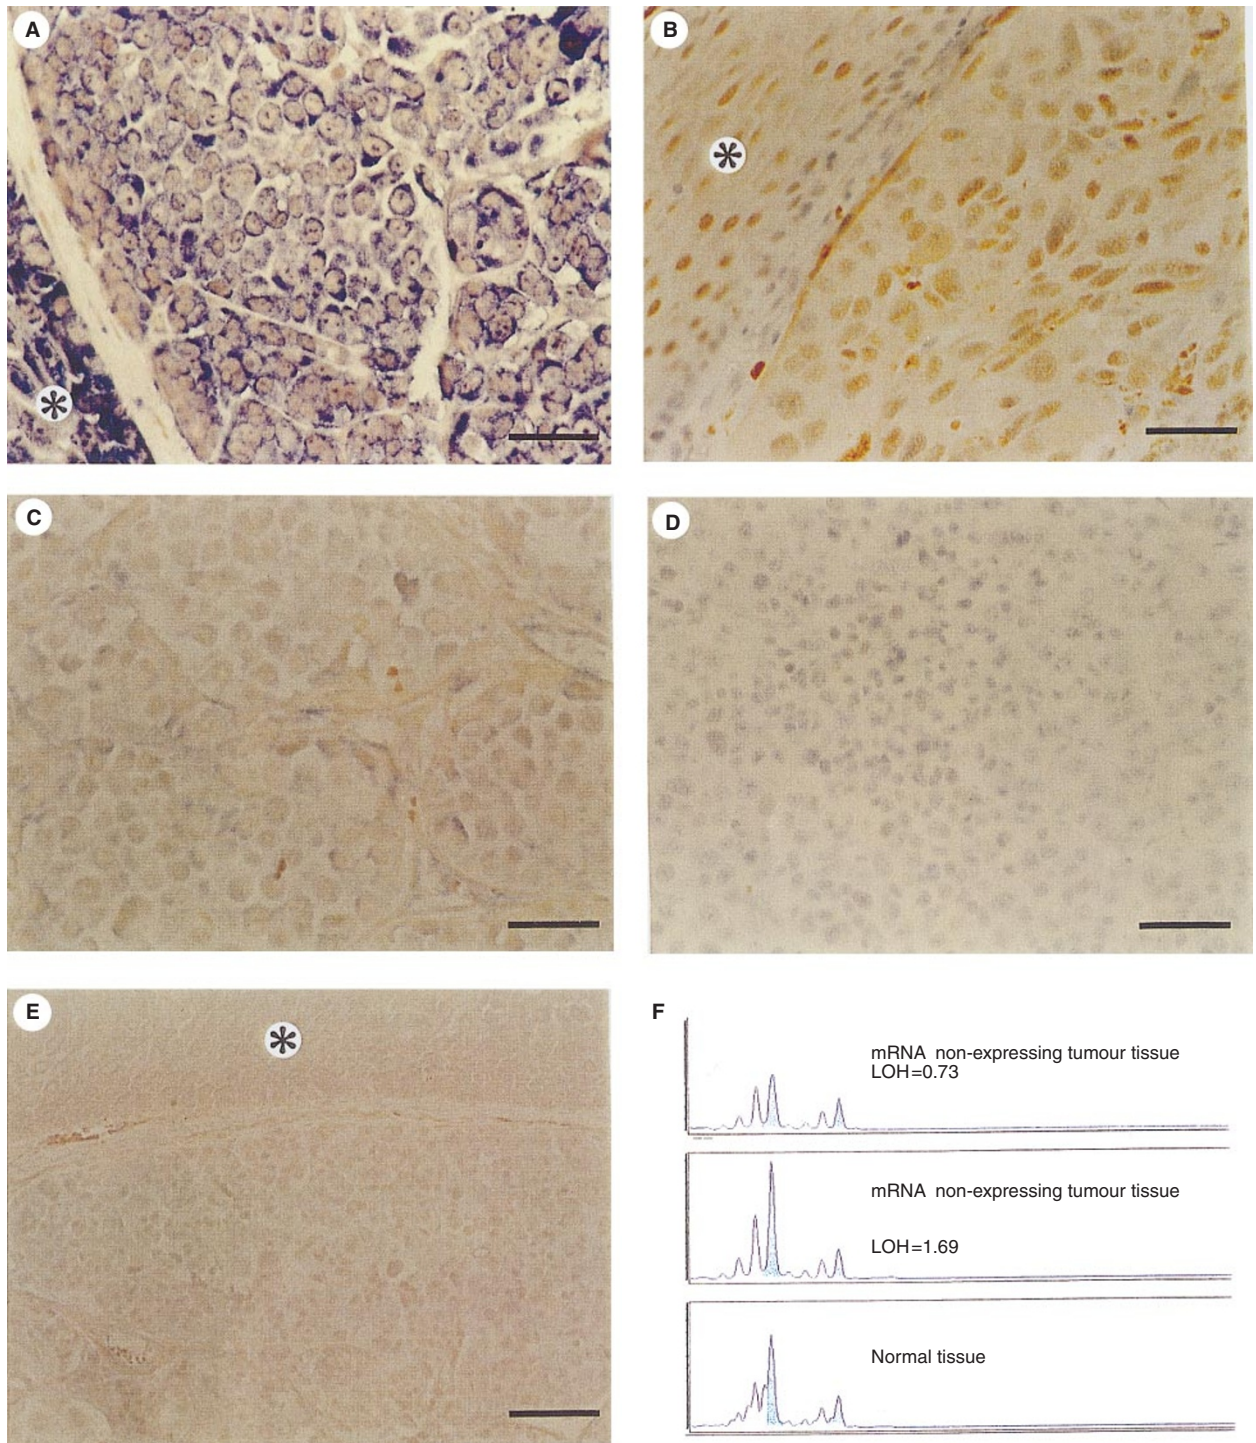 A
B
*
*
C
D
E
*
F
mRNA non-expressing tumour tissue
LOH=0.73
mRNA non-expressing tumour tissue
LOH=1.69
Normal tissue